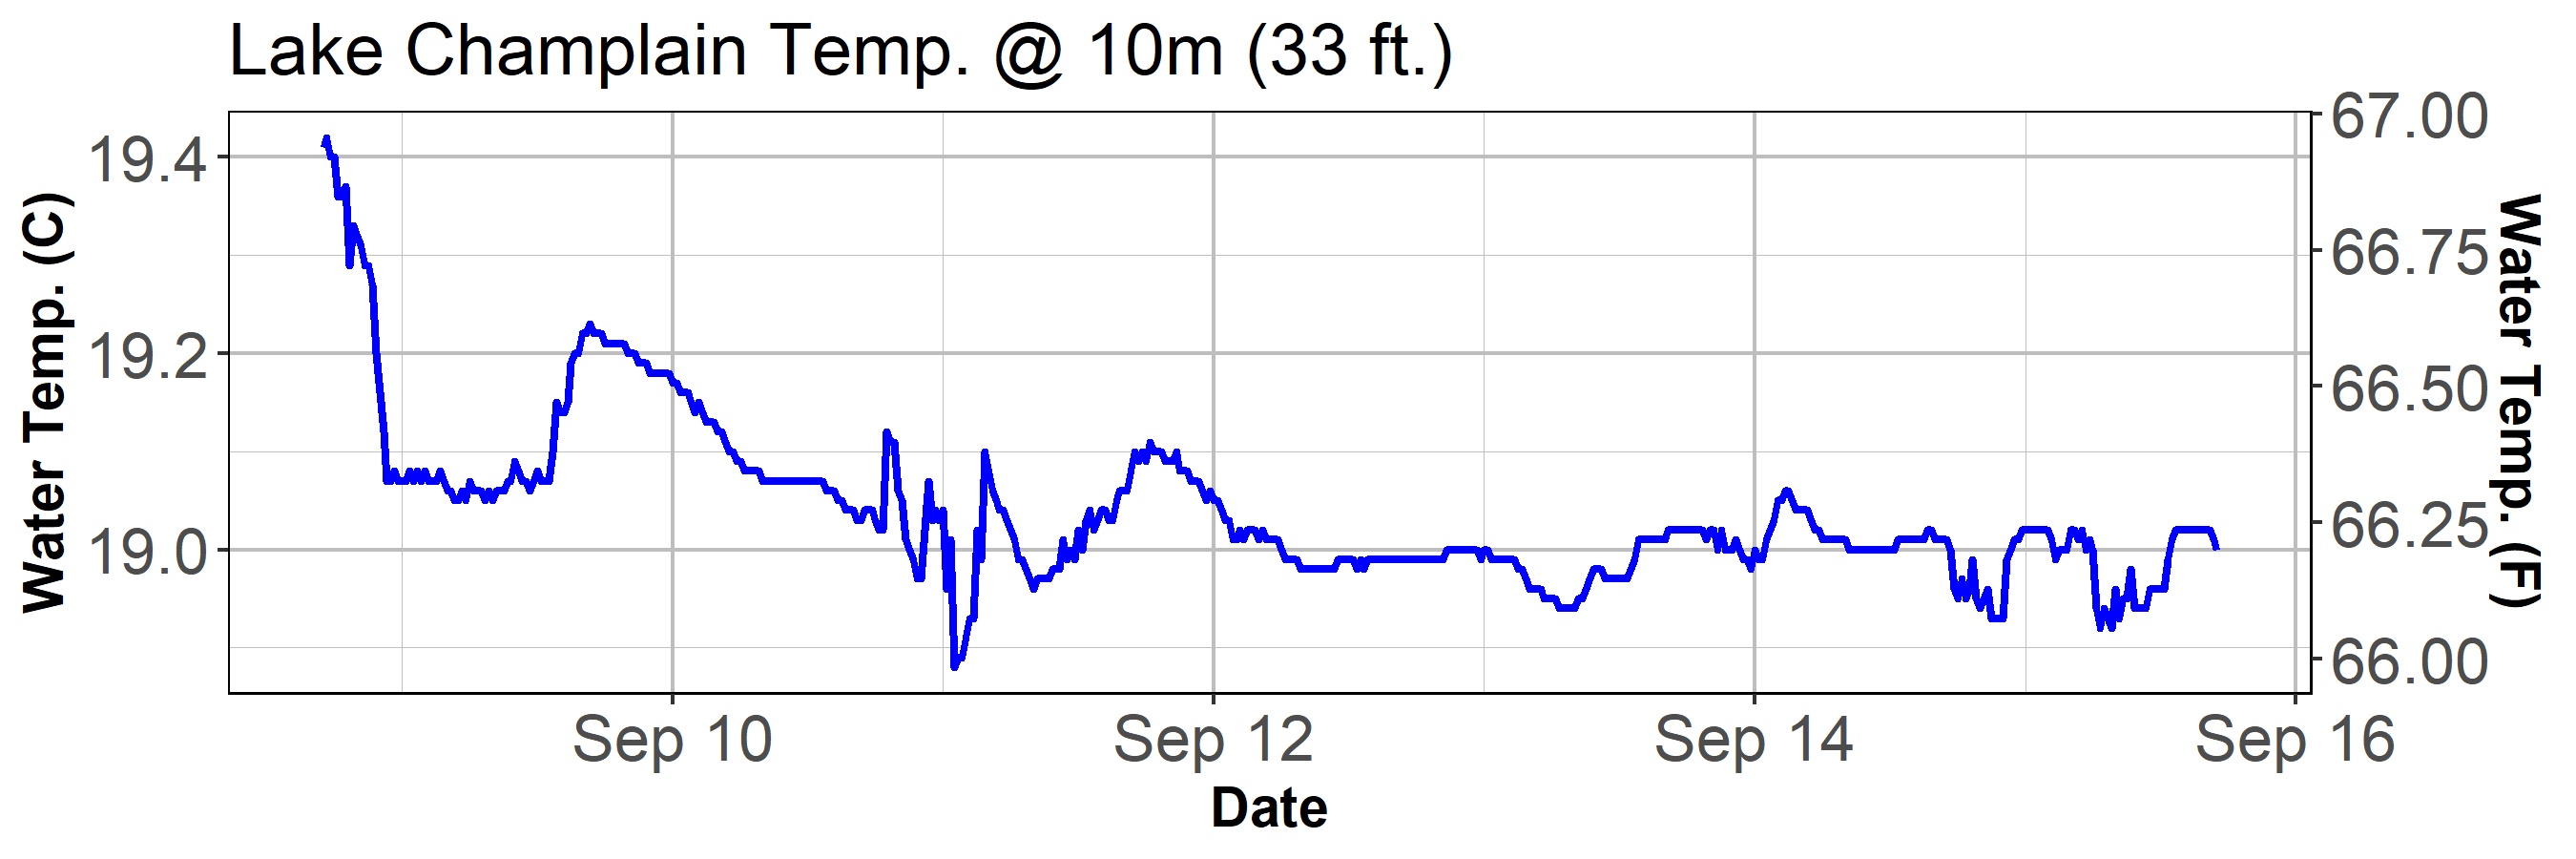 Lake Champlain Temp. @ 10m (33 ft.)
Water Temp. (C)
19.4
19.2
19.0
67.00
66.75
66.50
66.25
66.00
Water Temp. (F)
Sep 10
Sep 12
Sep 14
Sep 16
Date